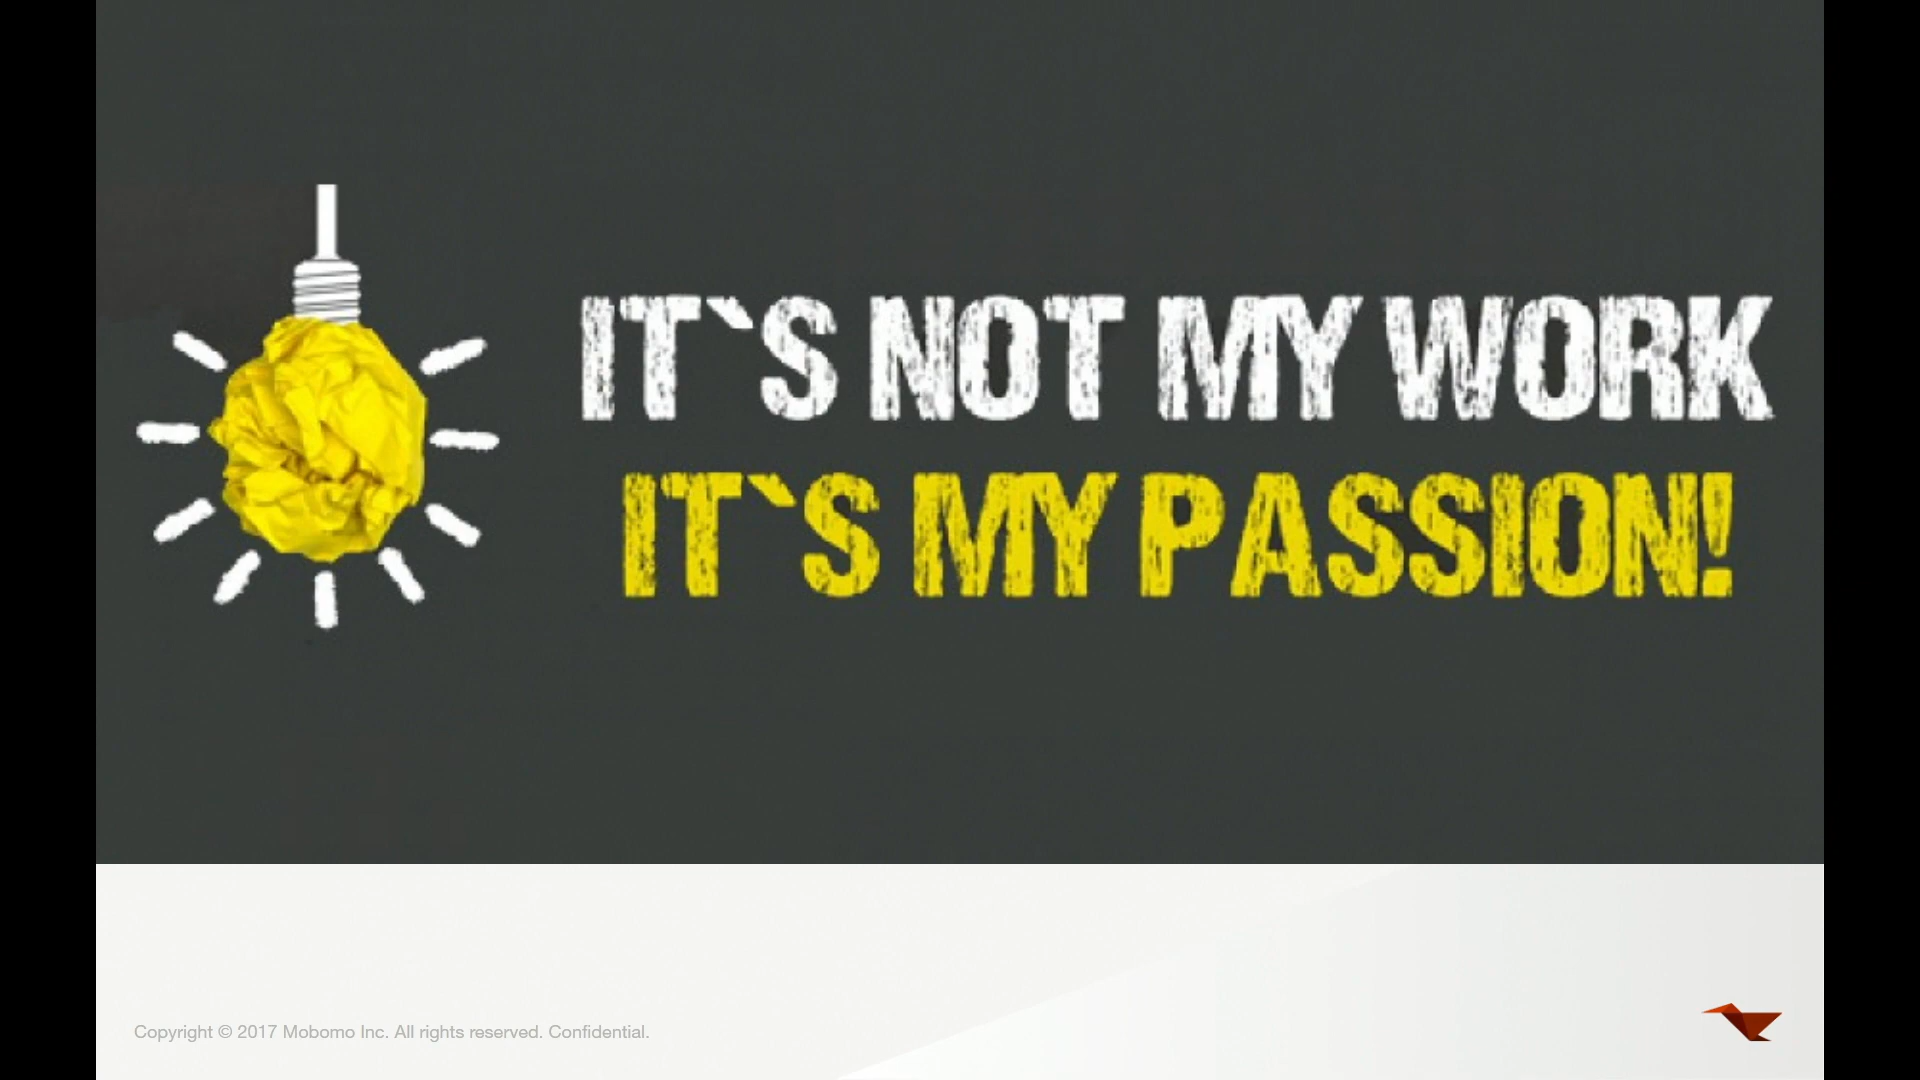 IT`S NOT MY WORK
IT`S MY PASSION!
Copyright © 2017 Mobomo Inc. All rights reserved. Confidential.